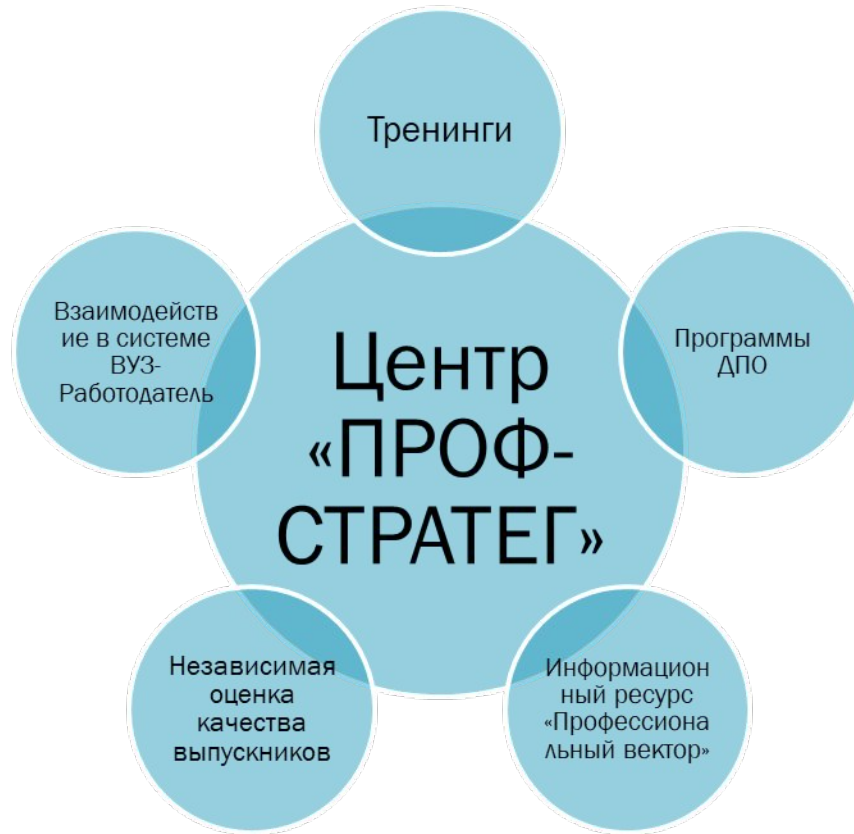 Тренинги
Взаимодейств
ие в системе
ВУЗ-
Работодатель
Центр
«ПРОФ-
СТРАТЕГ»
Программы
ДПО
Независимая
оценка
качества
выпускников
Информацион
ный ресурс
«Профессиона
льный вектор»